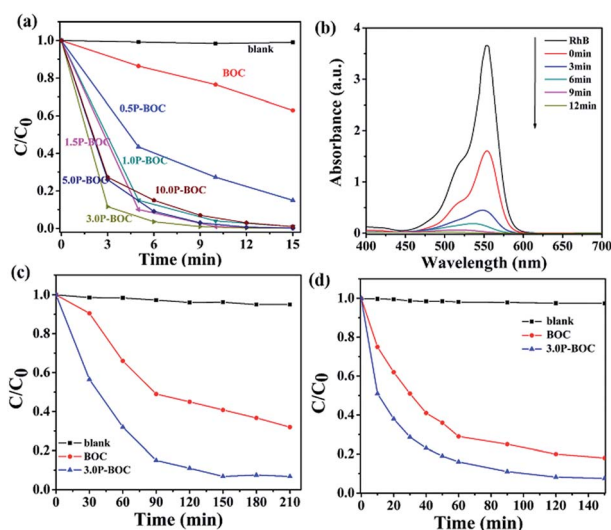 (a)
C/C0
1.0
0.8
0.6
0.4
0.2
0.0
blank
BOC
0.5P-BOC
1.5P-BOC
1.0P-BOC
5.0P-BOC
10.0P-BOC
3.0P-BOC
0 3 6 9 12 15
Time (min)
(b)
Absorbance (a.u.)
4
3
2
1
0
RhB
0min
3min
6min
9min
12min
400 450 500 550 600 650 700
Wavelength (nm)
(c)
C/C0
1.0
0.8
0.6
0.4
0.2
0.0
blank
BOC
3.0P-BOC
0 30 60 90 120 150 180 210
Time (min)
(d)
C/C0
1.0
0.8
0.6
0.4
0.2
0.0
blank
BOC
3.0P-BOC
0 20 40 60 80 100 120 140
Time (min)